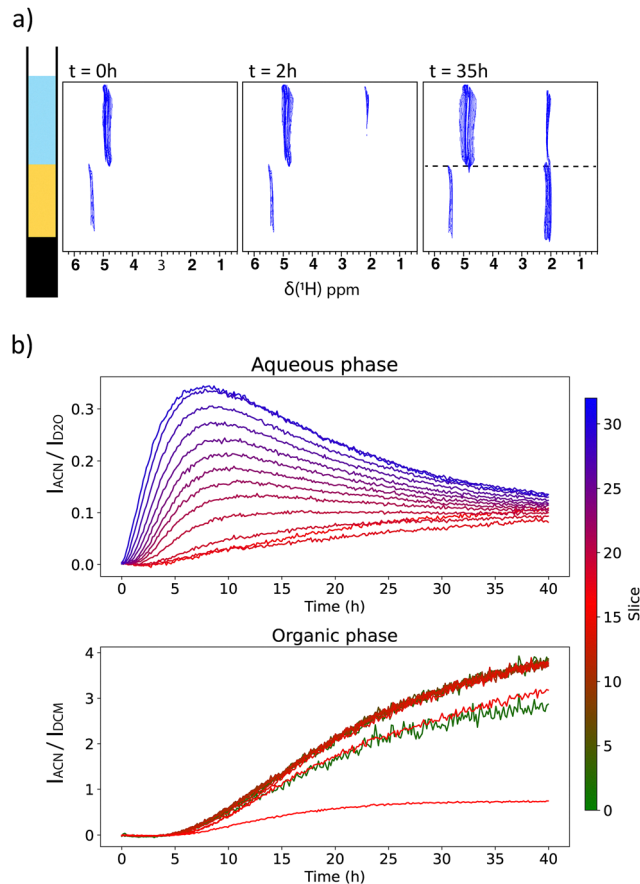 a)
t = 0h
t = 2h
t = 35h
6 5 4 3 2 1
6 5 4 3 2 1
6 5 4 3 2 1
δ(¹H) ppm
b)
Aqueous phase
I_ACN / I_D2O
0.3
0.2
0.1
0.0
0 5 10 15 20 25 30 35 40
Time (h)
Organic phase
I_ACN / I_DCM
4
3
2
1
0
0 5 10 15 20 25 30 35 40
Time (h)
30
25
20
15
10
5
0
Slice